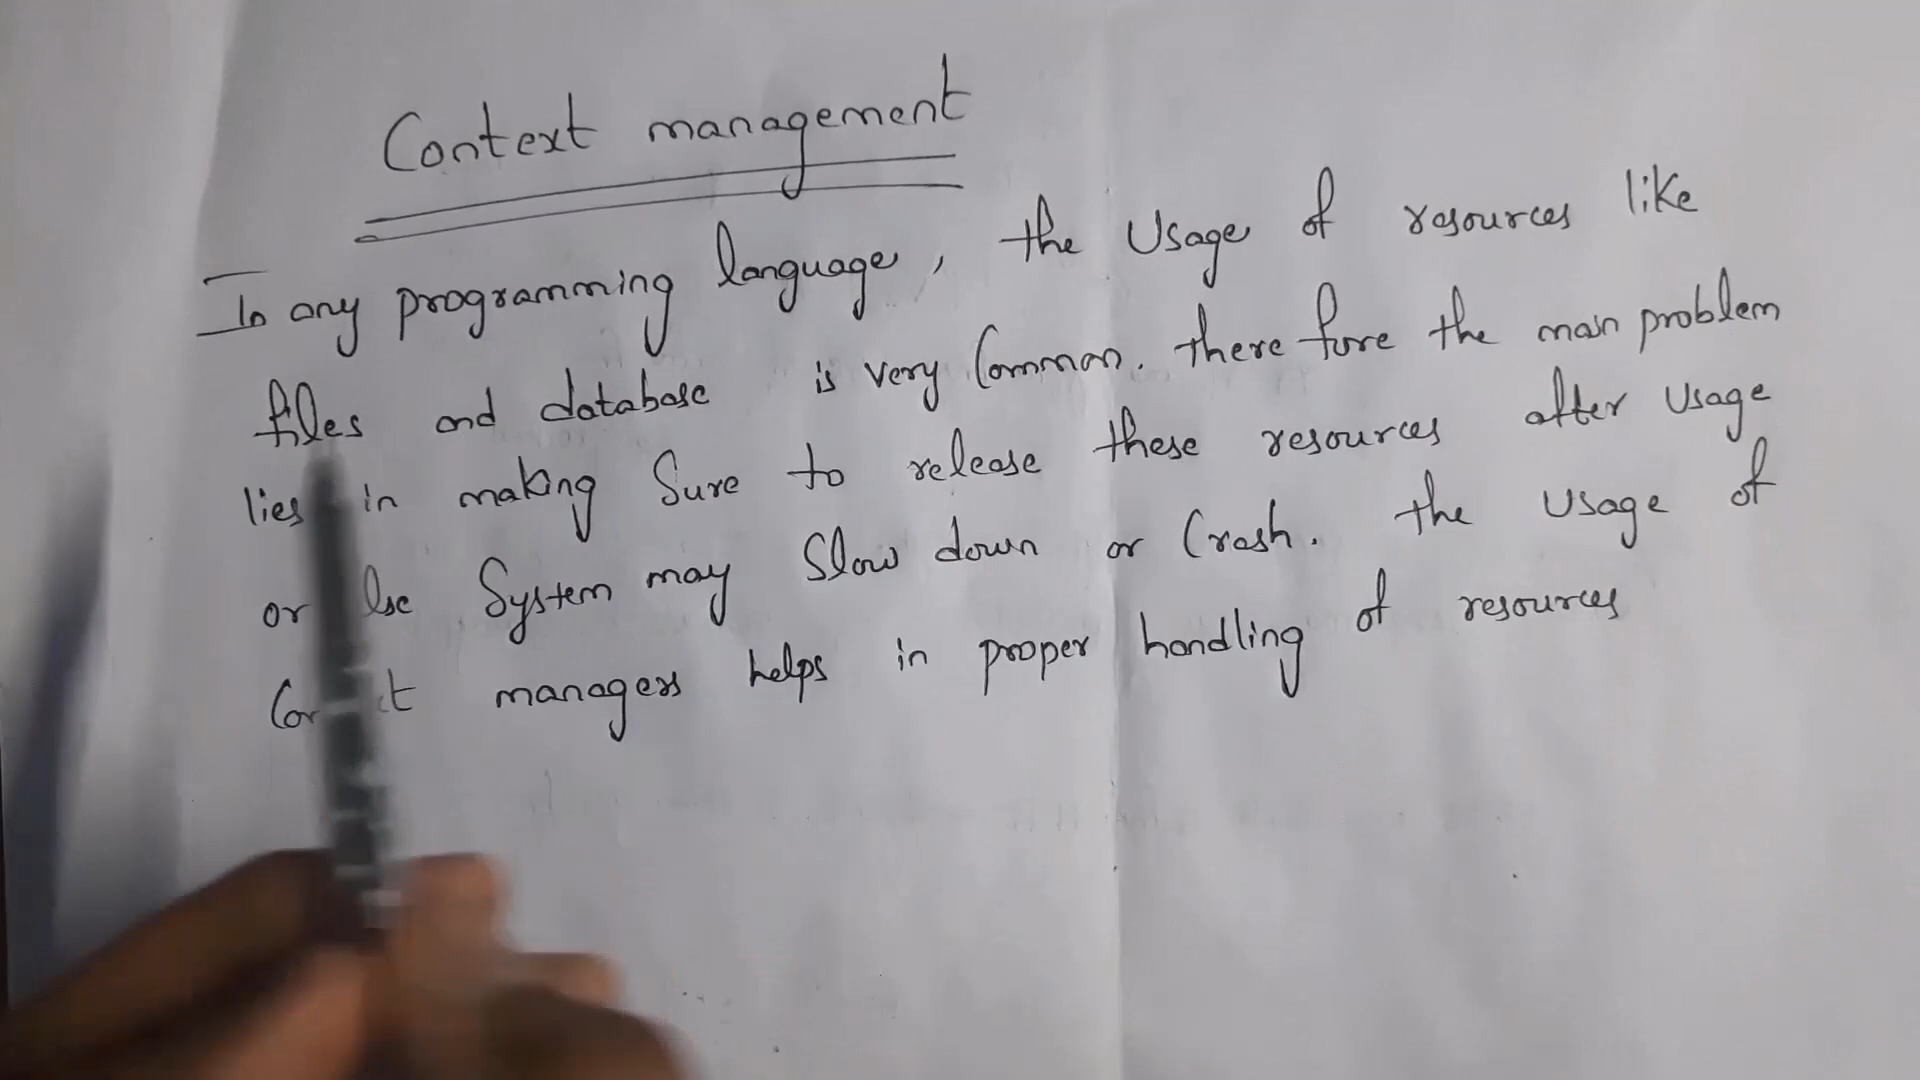 Context management
In any programming language, the Usage of resources like
files and database is very Common. there fore the main problem
lies in making Sure to release these resources after Usage
or System may Slow down or Crash. the Usage of
managers helps in proper handling of resources